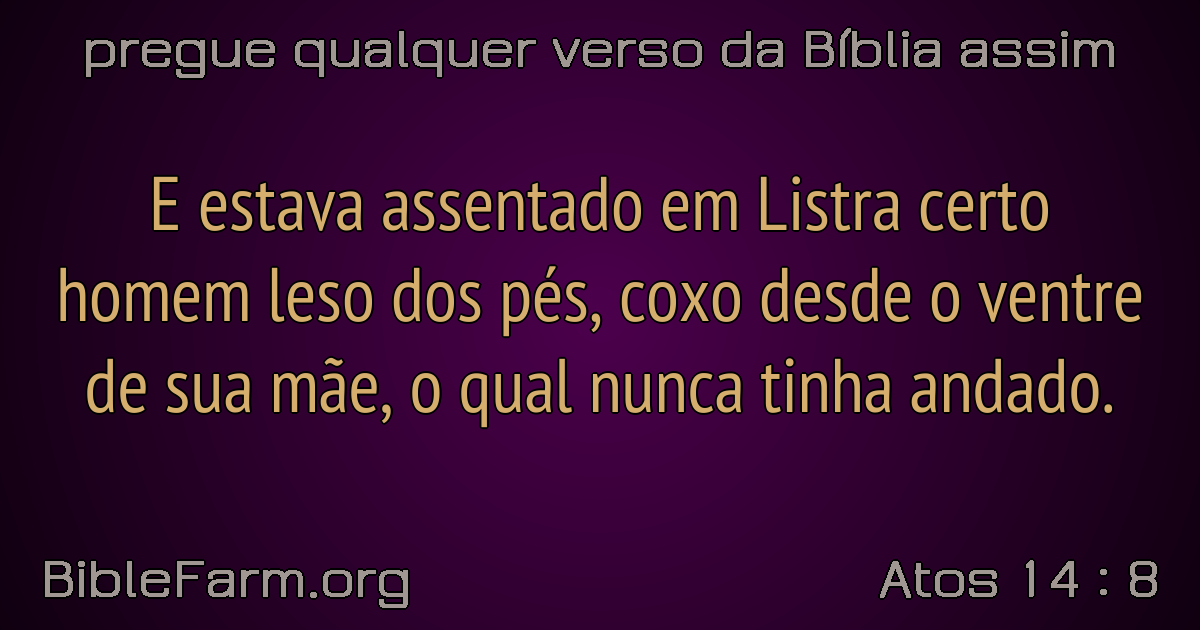 pregue qualquer verso da Bíblia assim
E estava assentado em Listra certo
homem leso dos pés, coxo desde o ventre
de sua mãe, o qual nunca tinha andado.
BibleFarm.org
Atos 14 : 8